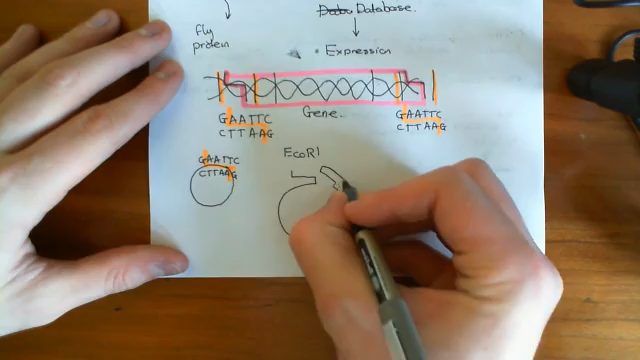 Database.
Fly
protein
• Expression
GAATTC
CTTAAG
Gene.
GAATTC
CTTAAG
EcoRI
GAATTC
CTTAAG